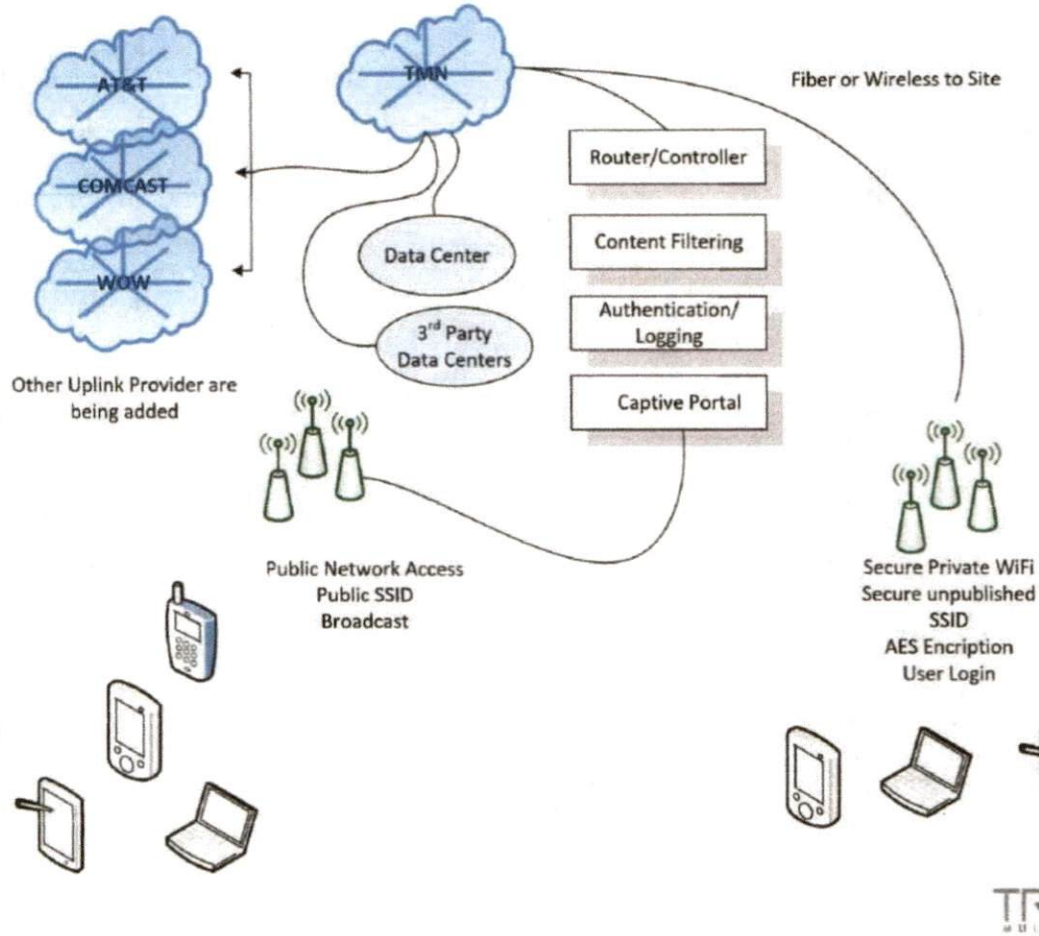 AT&T
COMCAST
WOW
Other Uplink Provider are
being added
TMN
Data Center
3rd Party
Data Centers
Fiber or Wireless to Site
Router/Controller
Content Filtering
Authentication/
Logging
Captive Portal
Public Network Access
Public SSID
Broadcast
Secure Private WiFi
Secure unpublished
SSID
AES Encription
User Login